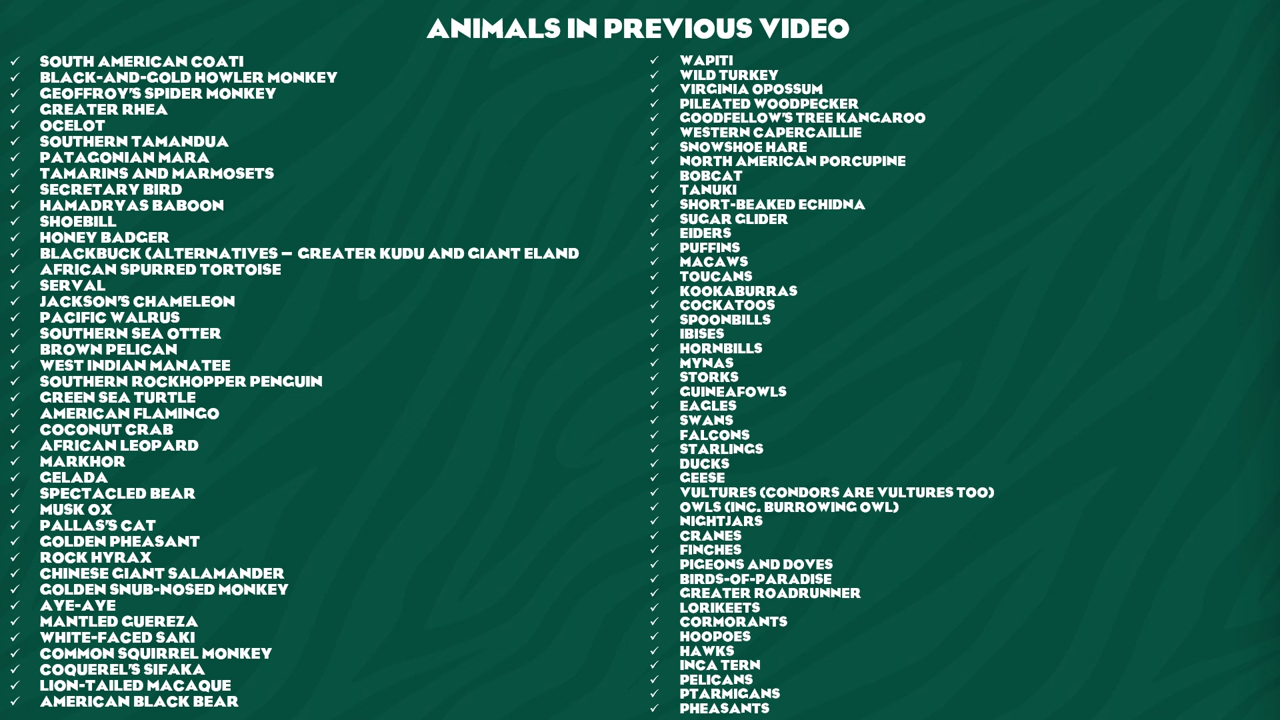 ANIMALS IN PREVIOUS VIDEO
✓ SOUTH AMERICAN COATI
✓ BLACK-AND-GOLD HOWLER MONKEY
✓ GEOFFROY'S SPIDER MONKEY
✓ GREATER RHEA
✓ OCELOT
✓ SOUTHERN TAMANDUA
✓ PATAGONIAN MARA
✓ TAMARINS AND MARMOSETS
✓ SECRETARY BIRD
✓ HAMADRYAS BABOON
✓ SHOEBILL
✓ HONEY BADGER
✓ BLACKBUCK (ALTERNATIVES – GREATER KUDU AND GIANT ELAND
✓ AFRICAN SPURRED TORTOISE
✓ SERVAL
✓ JACKSON'S CHAMELEON
✓ PACIFIC WALRUS
✓ SOUTHERN SEA OTTER
✓ BROWN PELICAN
✓ WEST INDIAN MANATEE
✓ SOUTHERN ROCKHOPPER PENGUIN
✓ GREEN SEA TURTLE
✓ AMERICAN FLAMINGO
✓ COCONUT CRAB
✓ AFRICAN LEOPARD
✓ MARKHOR
✓ GELADA
✓ SPECTACLED BEAR
✓ MUSK OX
✓ PALLAS'S CAT
✓ GOLDEN PHEASANT
✓ ROCK HYRAX
✓ CHINESE GIANT SALAMANDER
✓ GOLDEN SNUB-NOSED MONKEY
✓ AYE-AYE
✓ MANTLED GUEREZA
✓ WHITE-FACED SAKI
✓ COMMON SQUIRREL MONKEY
✓ COQUEREL'S SIFAKA
✓ LION-TAILED MACAQUE
✓ AMERICAN BLACK BEAR
✓ WAPITI
✓ WILD TURKEY
✓ VIRGINIA OPOSSUM
✓ PILEATED WOODPECKER
✓ GOODFELLOW'S TREE KANGAROO
✓ WESTERN CAPERCAILLIE
✓ SNOWSHOE HARE
✓ NORTH AMERICAN PORCUPINE
✓ BOBCAT
✓ TANUKI
✓ SHORT-BEAKED ECHIDNA
✓ SUGAR GLIDER
✓ EIDERS
✓ PUFFINS
✓ MACAWS
✓ TOUCANS
✓ KOOKABURRAS
✓ COCKATOOS
✓ SPOONBILLS
✓ IBISES
✓ HORNBILLS
✓ MYNAS
✓ STORKS
✓ GUINEAFOWLS
✓ EAGLES
✓ SWANS
✓ FALCONS
✓ STARLINGS
✓ DUCKS
✓ GEESE
✓ VULTURES (CONDORS ARE VULTURES TOO)
✓ OWLS (INC. BURROWING OWL)
✓ NIGHTJARS
✓ CRANES
✓ FINCHES
✓ PIGEONS AND DOVES
✓ BIRDS-OF-PARADISE
✓ GREATER ROADRUNNER
✓ LORIKEETS
✓ CORMORANTS
✓ HOOPOES
✓ HAWKS
✓ INCA TERN
✓ PELICANS
✓ PTARMIGANS
✓ PHEASANTS